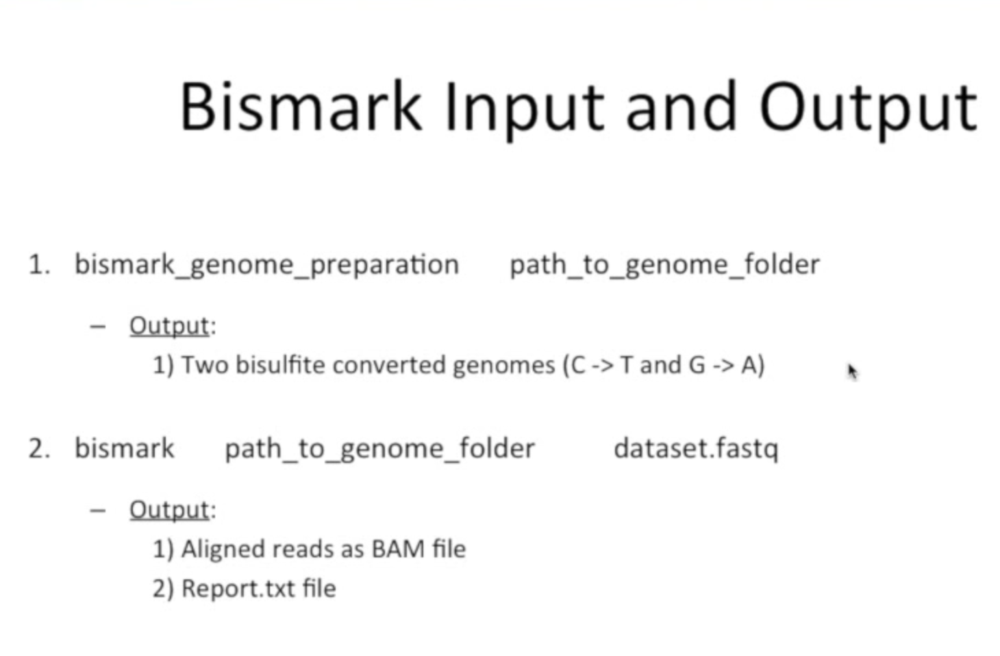 Bismark Input and Output
1. bismark_genome_preparation path_to_genome_folder
– Output:
1) Two bisulfite converted genomes (C -> T and G -> A)
2. bismark path_to_genome_folder dataset.fastq
– Output:
1) Aligned reads as BAM file
2) Report.txt file